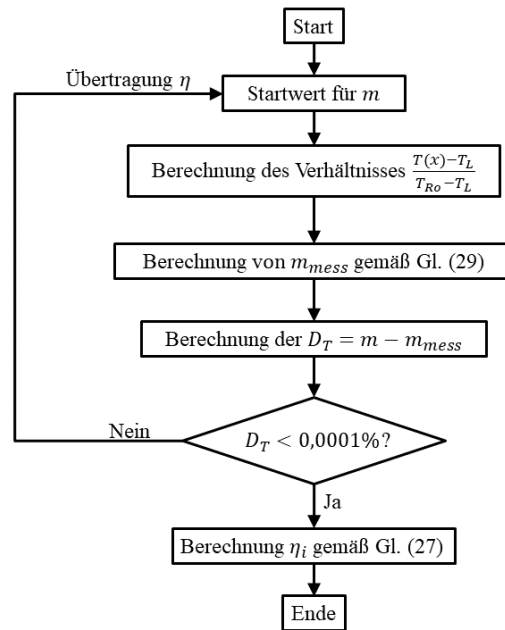 Start
Übertragung η
Startwert für m
Berechnung des Verhältnisses (T(x)−T_L)/(T_Ro−T_L)
Berechnung von m_mess gemäß Gl. (29)
Berechnung der D_T = m − m_mess
Nein
D_T < 0,0001%?
Ja
Berechnung η_i gemäß Gl. (27)
Ende